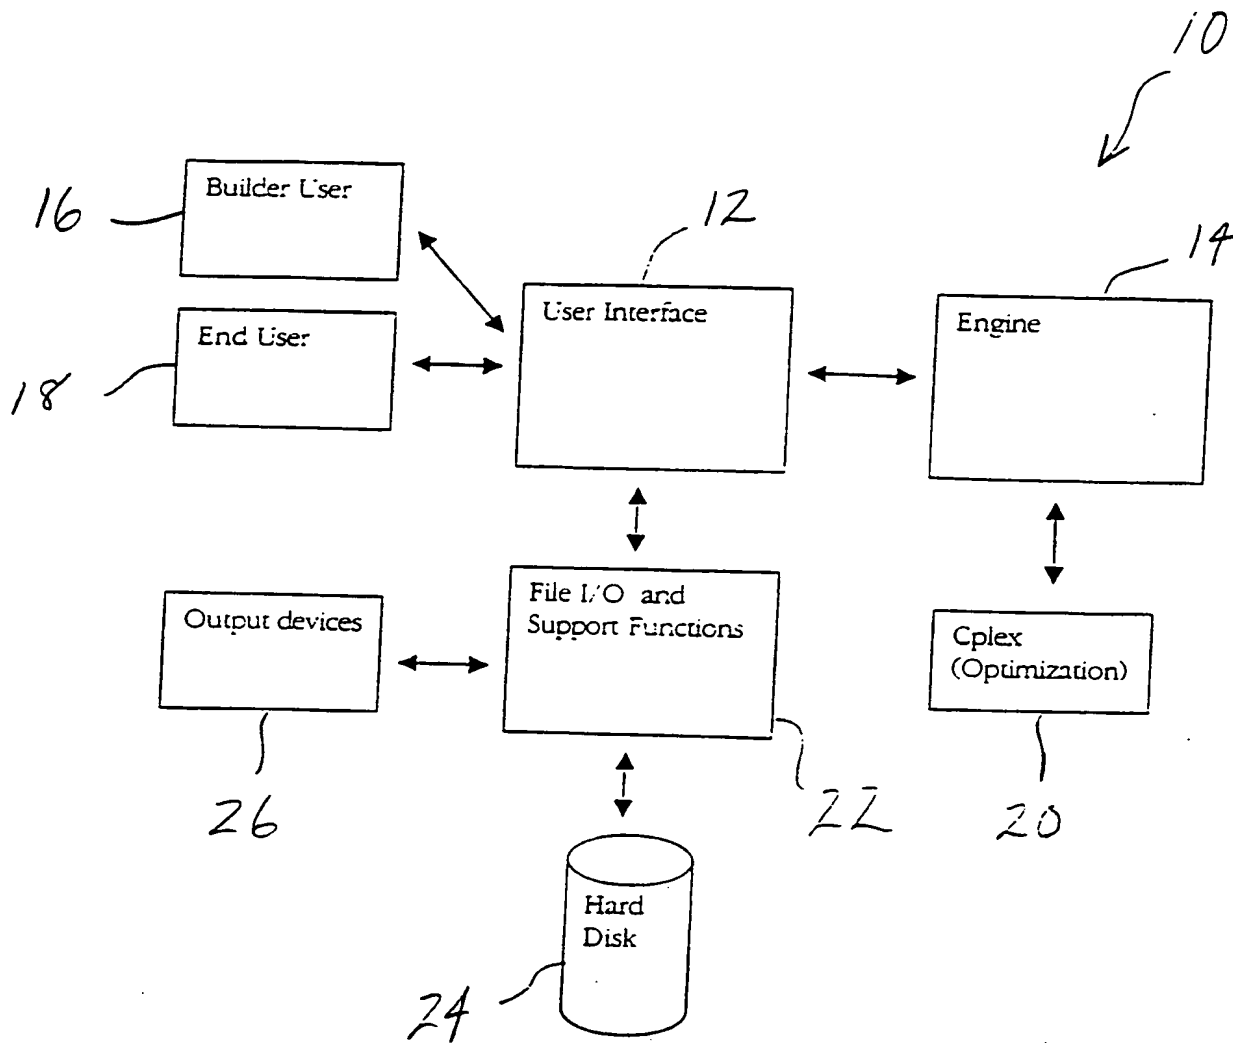 10
Builder User
16
12
14
User Interface
Engine
End User
18
File I/O and
Support Functions
Output devices
Cplex
(Optimization)
26
22
20
Hard
Disk
24